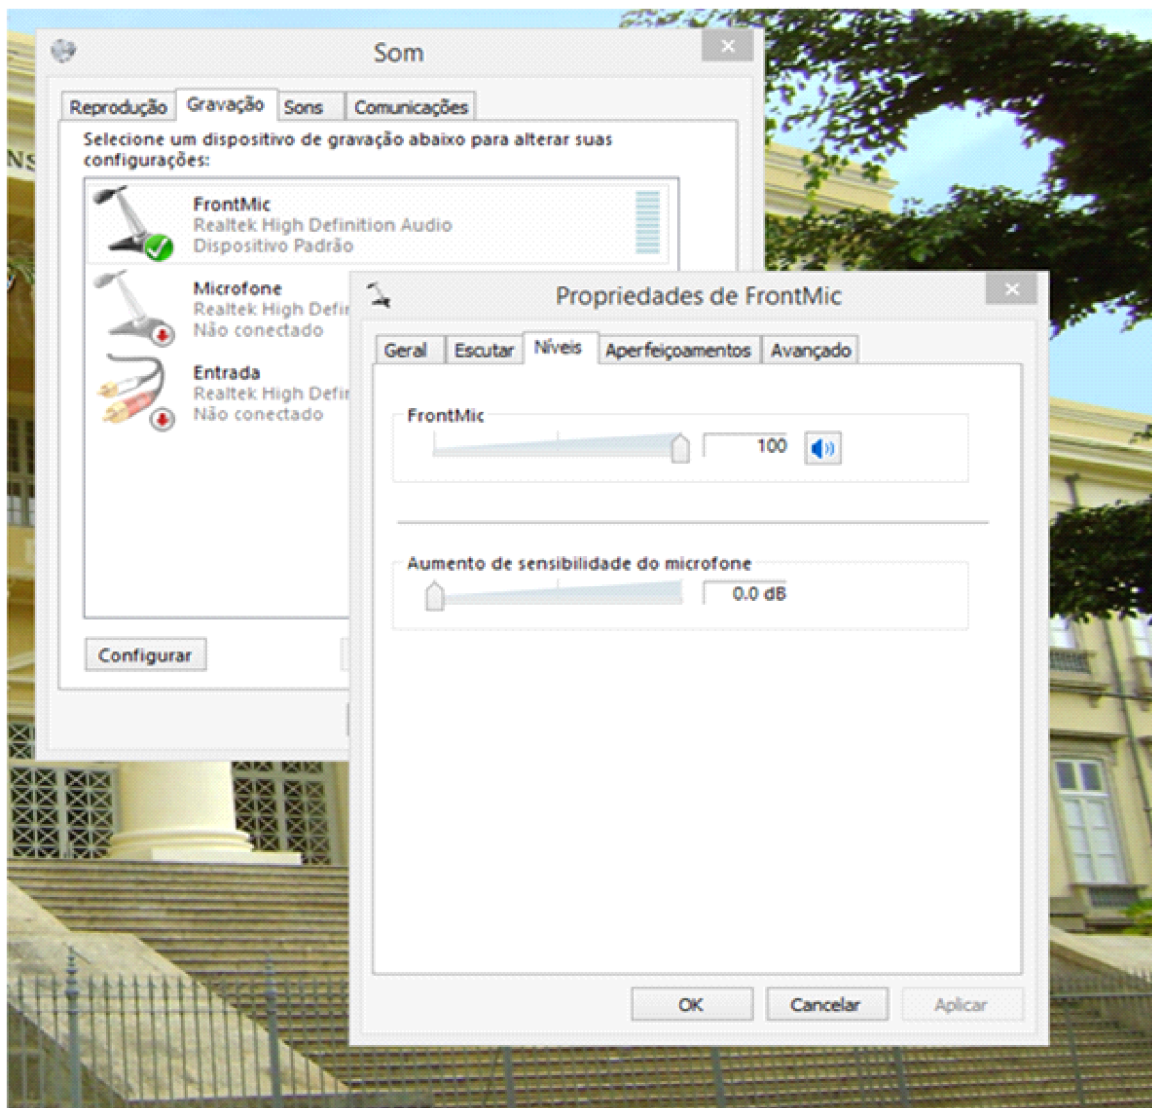 NS
Som
Reprodução Gravação Sons Comunicações
Selecione um dispositivo de gravação abaixo para alterar suas
configurações:
FrontMic
Realtek High Definition Audio
Dispositivo Padrão
Microfone
Realtek High Defir
Não conectado
Entrada
Realtek High Defir
Não conectado
Configurar
Propriedades de FrontMic
Geral Escutar Níveis Aperfeiçoamentos Avançado
FrontMic
100
Aumento de sensibilidade do microfone
0.0 dB
OK Cancelar Aplicar